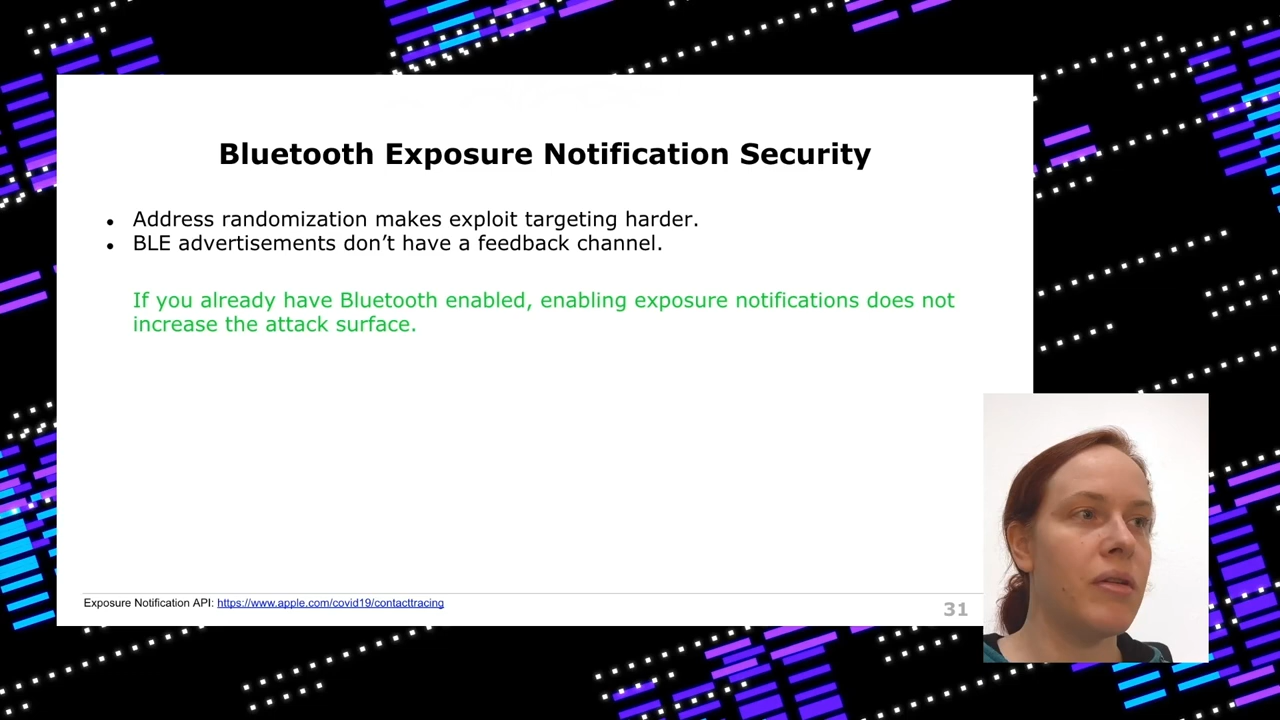 Bluetooth Exposure Notification Security
● Address randomization makes exploit targeting harder.
● BLE advertisements don’t have a feedback channel.
If you already have Bluetooth enabled, enabling exposure notifications does not
increase the attack surface.
Exposure Notification API: https://www.apple.com/covid19/contacttracing
31